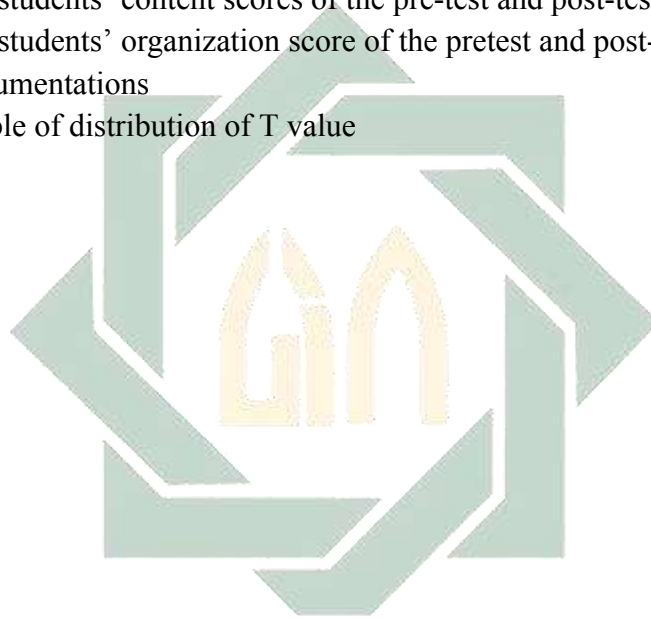 students’ content scores of the pre-test and post-tes
students’ organization score of the pretest and post-
umentations
ole of distribution of T value